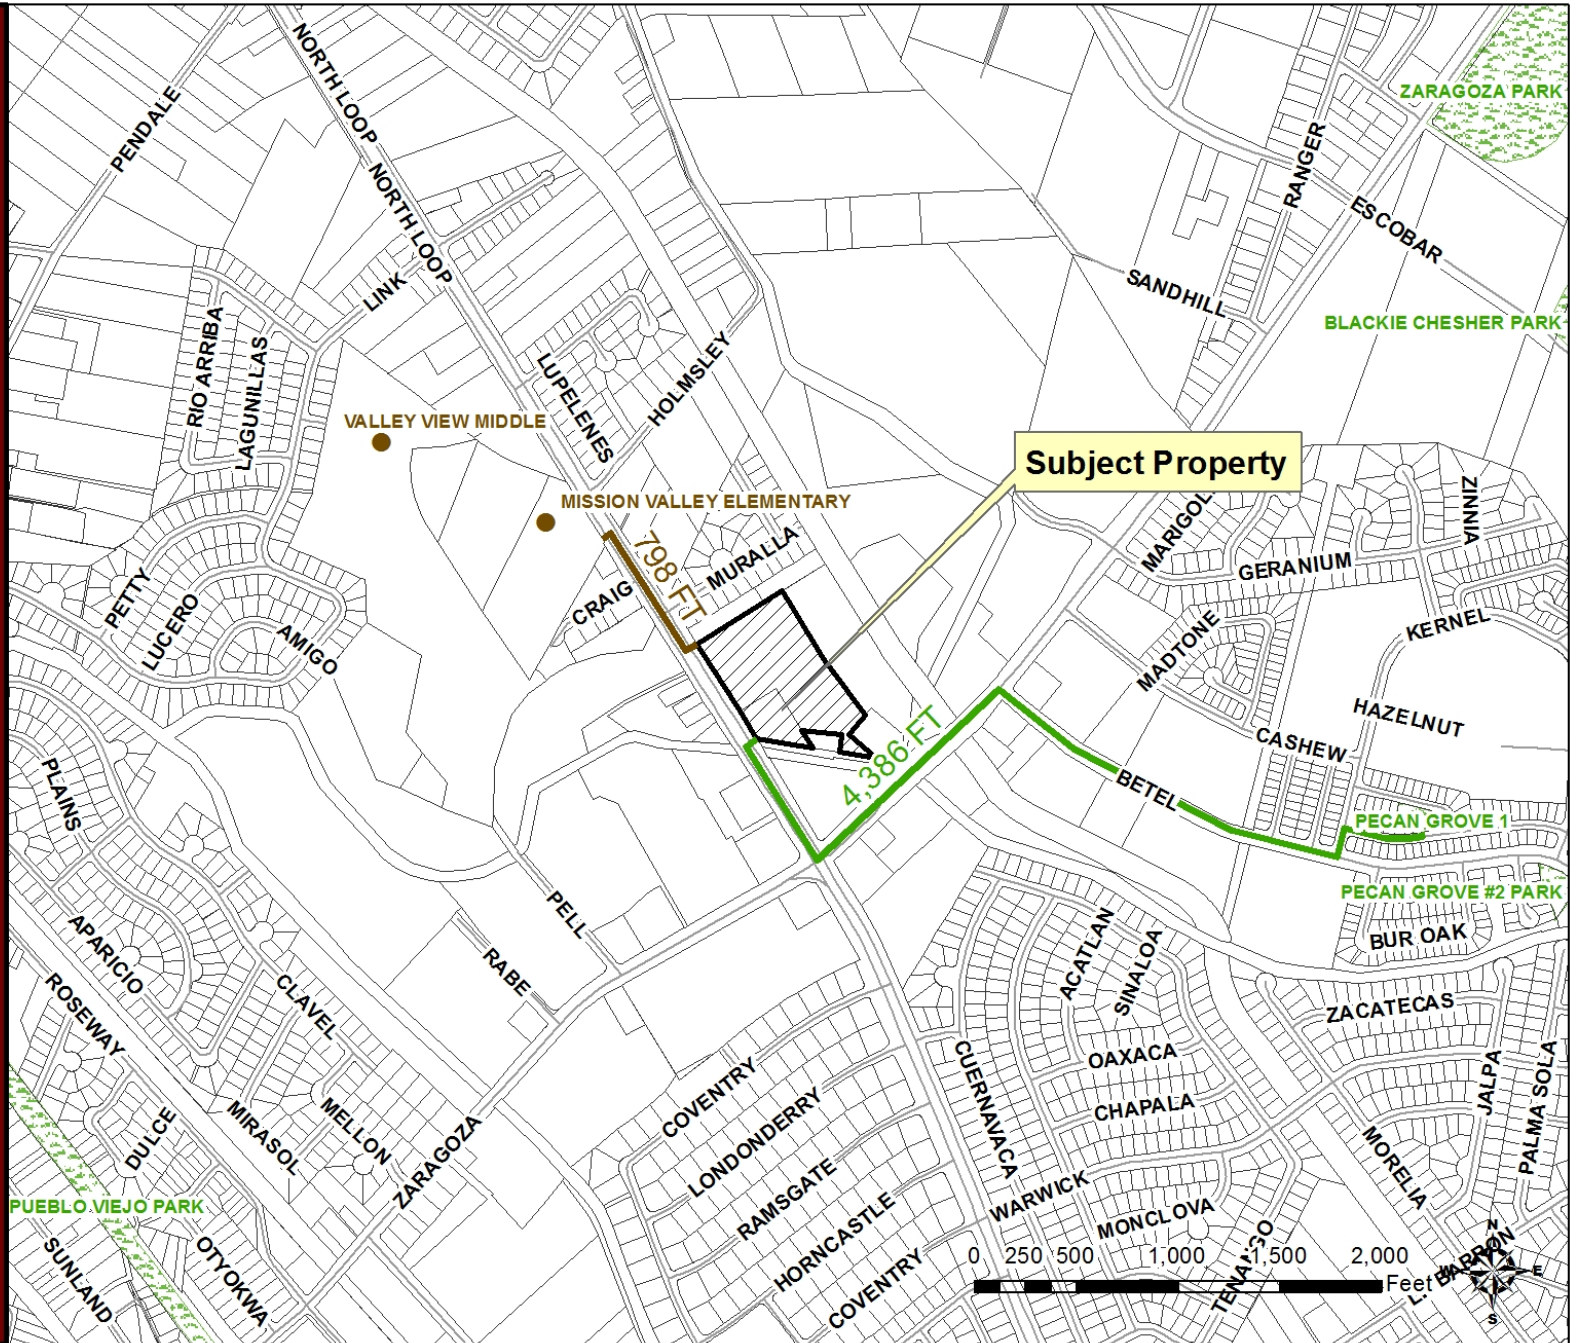 NORTH LOOP
ZARAGOZA PARK
PENDALE
RANGER
NORTH LOOP
ESCOBAR
LINK
SANDHILL
BLACKIE CHESHER PARK
RIO ARRIBA
LAGUNILLAS
LUPELENES
HOLMSLEY
VALLEY VIEW MIDDLE
Subject Property
MISSION VALLEY ELEMENTARY
MARIGOL
ZINNIA
798 FT
MURALLA
GERANIUM
CRAIG
PETTY
LUCERO
AMIGO
KERNEL
MADTONE
HAZELNUT
CASHEW
4,386 FT
BETEL
PLAINS
PECAN GROVE 1
PECAN GROVE #2 PARK
PELL
APARICIO
BUR OAK
RABE
ACATLAN
SINALOA
ROSEWAY
CLAVEL
ZACATECAS
OAXACA
CUERNAVACA
COVENTRY
LONDONDERRY
CHAPALA
JALPA
PALMA SOLA
DULCE
MIRASOL
MELLON
ZARAGOZA
RAMSGATE
MORELIA
WARWICK
PUEBLO VIEJO PARK
HORNCASTLE
MONCLOVA
SUNLAND
OTYOKWA
COVENTRY
TENANGO
BARRON
0 250 500 1,000 1,500 2,000
Feet
N
E
S